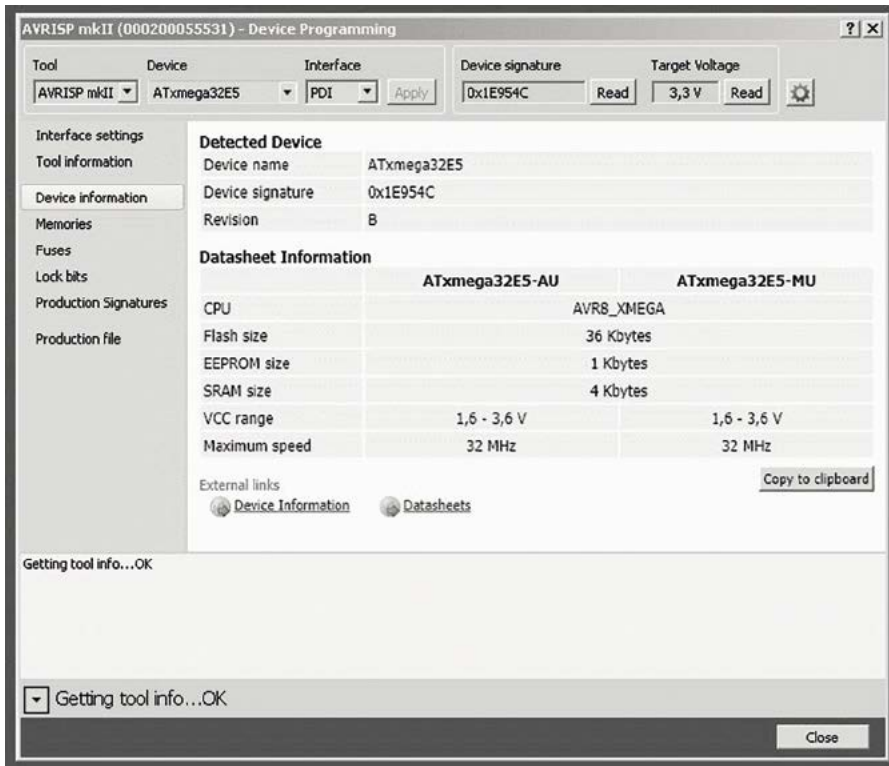 AVRISP mkII (000200055531) - Device Programming
Tool Device Interface Device signature Target Voltage
AVRISP mkII ATxmega32E5 PDI Apply 0x1E954C Read 3,3 V Read
Interface settings
Tool information
Device information
Memories
Fuses
Lock bits
Production Signatures
Production file
Detected Device
Device name ATxmega32E5
Device signature 0x1E954C
Revision B
Datasheet Information
ATxmega32E5-AU ATxmega32E5-MU
CPU AVR8_XMEGA
Flash size 36 Kbytes
EEPROM size 1 Kbytes
SRAM size 4 Kbytes
VCC range 1,6 - 3,6 V 1,6 - 3,6 V
Maximum speed 32 MHz 32 MHz
External links
Copy to clipboard
Device Information Datasheets
Getting tool info...OK
Getting tool info...OK
Close